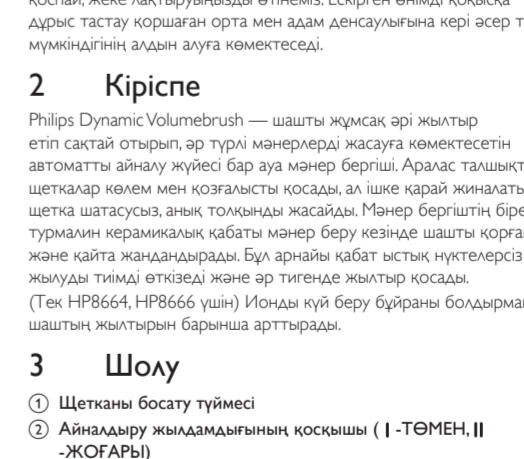 қоспай, жеке лақтыруыңызды өтінеміз. Ескірген өнімді қоқысқа
дұрыс тастау қоршаған орта мен адам денсаулығына кері әсер
мүмкіндігінің алдын алуға көмектеседі.
2 Кіріспе
Philips Dynamic Volumebrush — шашты жұмсақ әрі жылтыр
етіп сақтай отырып, әр түрлі мәнерлерді жасауға көмектесетін
автоматты айналу жүйесі бар ауа мәнер бергіші. Аралас талшықт
щеткалар көлем мен қозғалысты қосады, ал ішке қарай жиналаты
щетка шатасусыз, анық толқынды жасайды. Мәнер бергіштің біре
турмалин керамикалық қабаты мәнер беру кезінде шашты қорға
және қайта жандандырады. Бұл арнайы қабат ыстық нүктелерсіз
жылуды тиімді өткізеді және әр тигенде жылтыр қосады.
(Тек HP8664, HP8666 үшін) Ионды күй беру бұйраны болдырма
шаштың жылтырын барынша арттырады.
3 Шолу
① Щетканы босату түймесі
② Айналдыру жылдамдығының қосқышы ( I -ТӨМЕН, II
-ЖОҒАРЫ)